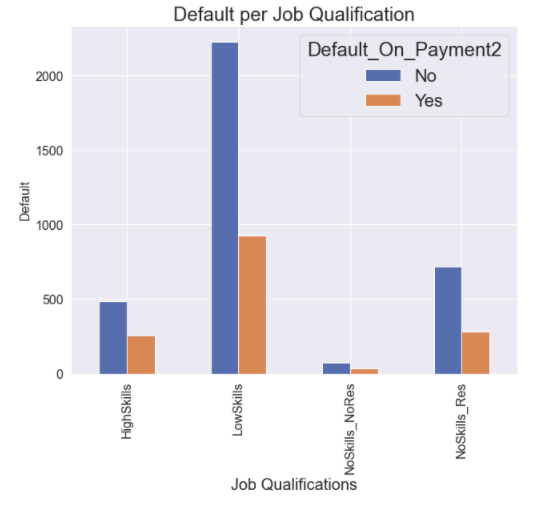 Default per Job Qualification
Default_On_Payment2
No
Yes
Default
2000
1500
1000
500
0
HighSkills
LowSkills
NoSkills_NoRes
NoSkills_Res
Job Qualifications